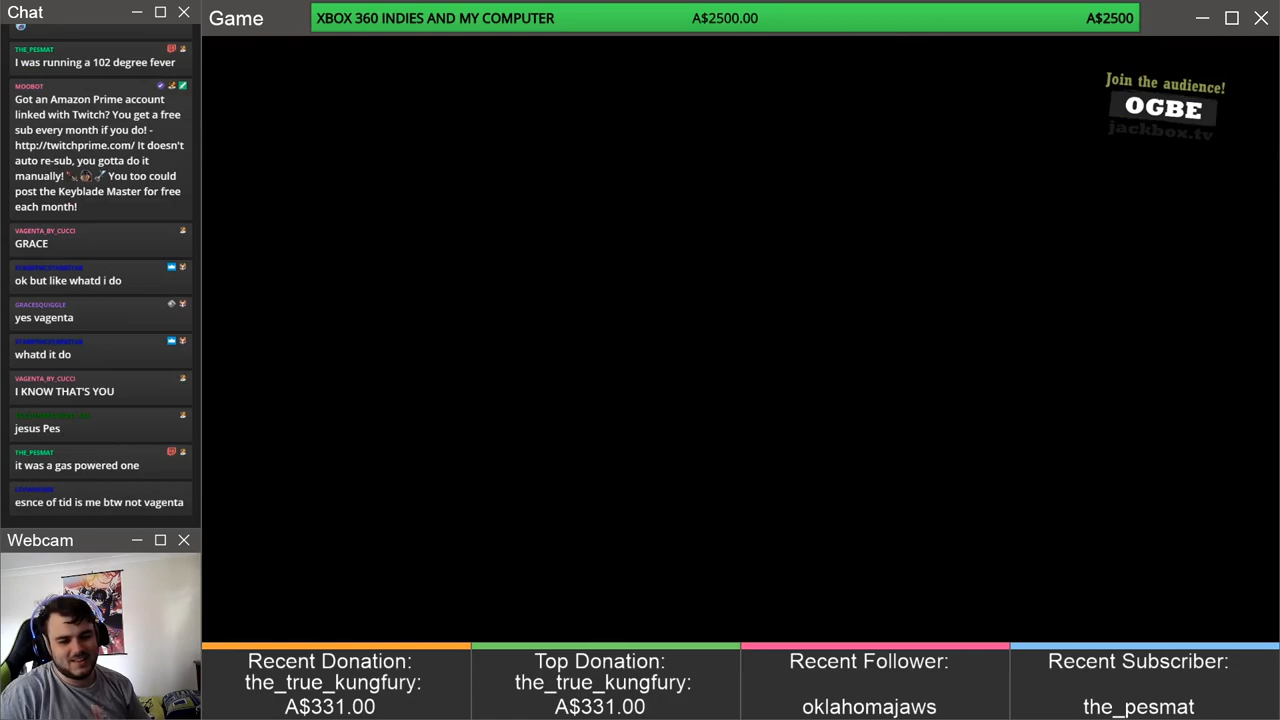 Chat
Game
XBOX 360 INDIES AND MY COMPUTER
A$2500.00
A$2500
THE_PESMAT
I was running a 102 degree fever
MOOBOT
Got an Amazon Prime account
linked with Twitch? You get a free
sub every month if you do! -
http://twitchprime.com/ It doesn't
auto re-sub, you gotta do it
manually! You too could
post the Keyblade Master for free
each month!
VAGENTA_BY_CUCCI
GRACE
ok but like whatd i do
GRACESQUIGGLE
yes vagenta
whatd it do
VAGENTA_BY_CUCCI
I KNOW THAT'S YOU
jesus Pes
THE_PESMAT
it was a gas powered one
esnce of tid is me btw not vagenta
Join the audience!
OGBE
jackbox.tv
Webcam
Recent Donation:
the_true_kungfury:
A$331.00
Top Donation:
the_true_kungfury:
A$331.00
Recent Follower:
oklahomajaws
Recent Subscriber:
the_pesmat